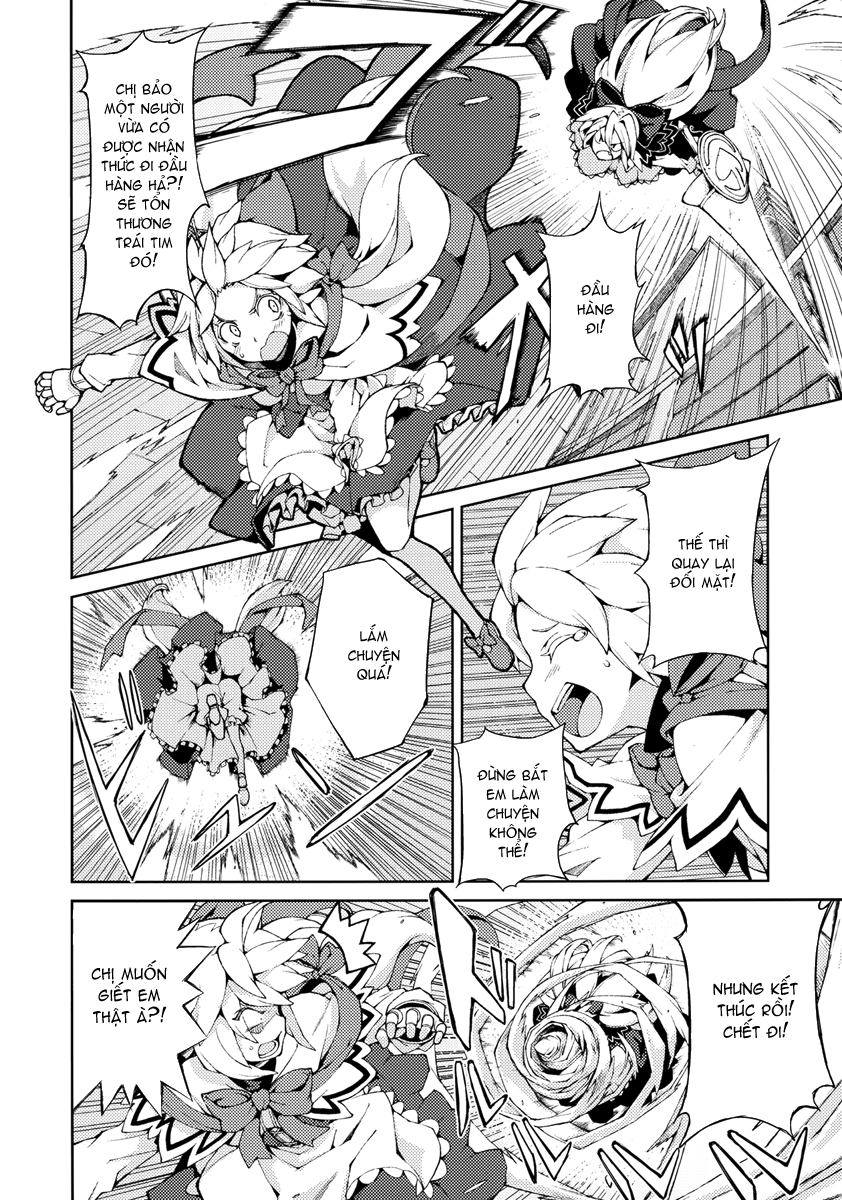 ĐẦU
HÀNG
ĐI!
CHỊ BẢO
MỘT NGƯỜI
VỪA CÓ
ĐƯỢC NHẬN
THỨC ĐI ĐẦU
HÀNG HẢ?!
SẼ TỔN
THƯƠNG
TRÁI TIM
ĐÓ!
THẾ THÌ
QUAY LẠI
ĐỐI MẶT!
ĐỪNG BẮT
EM LÀM
CHUYỆN
KHÔNG
THỂ!
LẮM
CHUYỆN
QUÁ!
NHƯNG KẾT
THÚC RỒI!
CHẾT ĐI!
CHỊ MUỐN
GIẾT EM
THẬT À?!